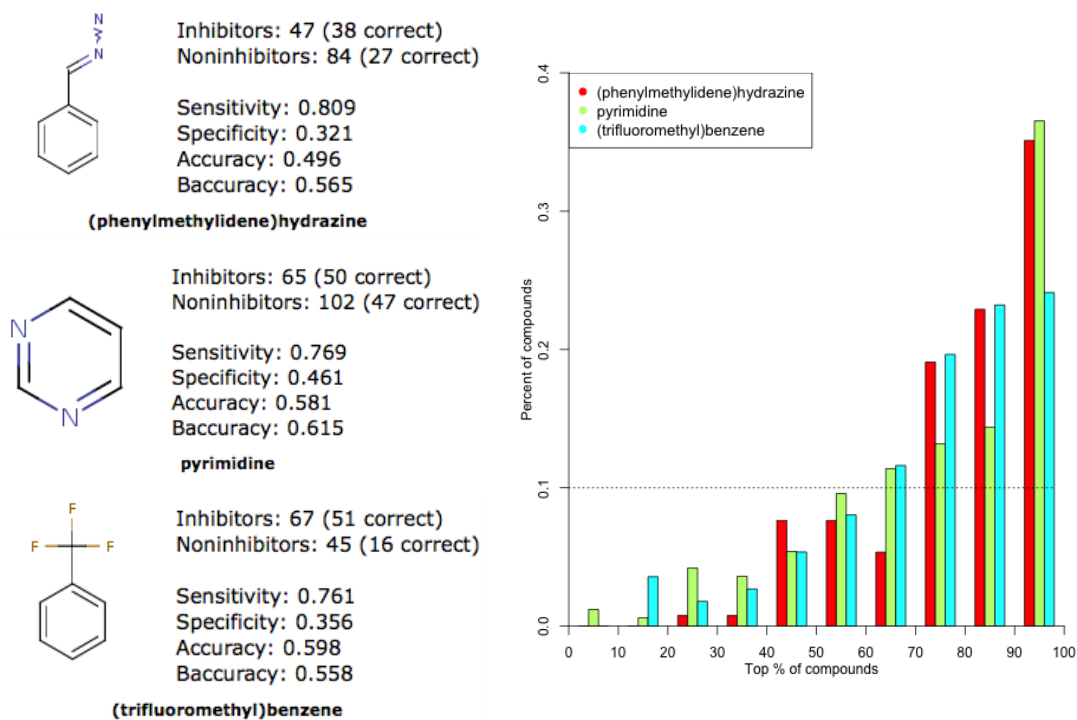 N
N
Inhibitors: 47 (38 correct)
Noninhibitors: 84 (27 correct)
Sensitivity: 0.809
Specificity: 0.321
Accuracy: 0.496
Baccuracy: 0.565
(phenylmethylidene)hydrazine
N
N
Inhibitors: 65 (50 correct)
Noninhibitors: 102 (47 correct)
Sensitivity: 0.769
Specificity: 0.461
Accuracy: 0.581
Baccuracy: 0.615
pyrimidine
F
F
F
Inhibitors: 67 (51 correct)
Noninhibitors: 45 (16 correct)
Sensitivity: 0.761
Specificity: 0.356
Accuracy: 0.598
Baccuracy: 0.558
(trifluoromethyl)benzene
(phenylmethylidene)hydrazine
pyrimidine
(trifluoromethyl)benzene
Percent of compounds
0.4
0.3
0.2
0.1
0.0
0 10 20 30 40 50 60 70 80 90 100
Top % of compounds